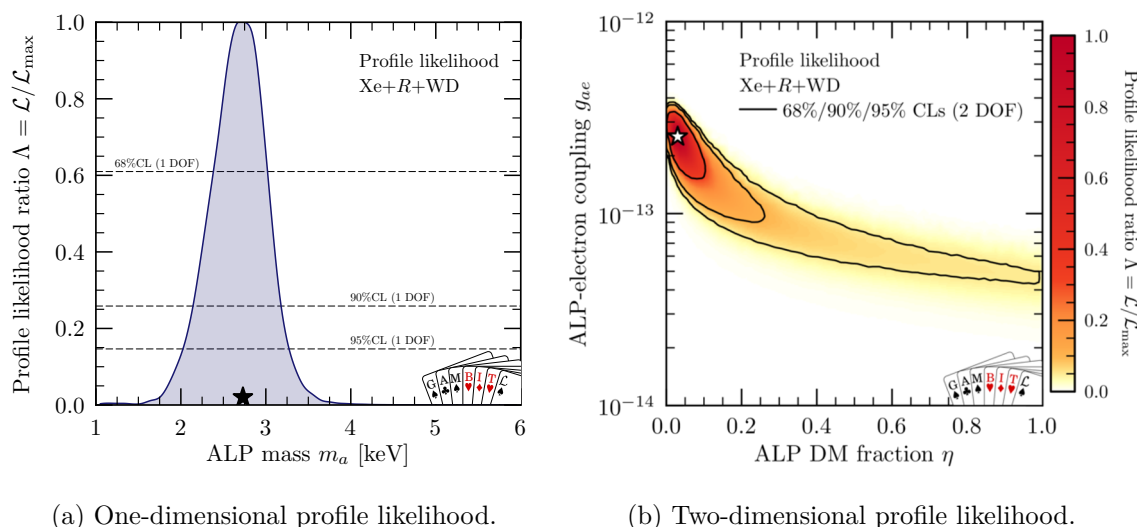 Profile likelihood ratio Λ = ℒ/ℒmax
1.0
0.8
0.6
0.4
0.2
0.0
Profile likelihood
Xe+R+WD
68%CL (1 DOF)
90%CL (1 DOF)
95%CL (1 DOF)
G A M B I T ℒ
1 2 3 4 5 6
ALP mass mₐ [keV]
(a) One-dimensional profile likelihood.
ALP-electron coupling gₐₑ
10⁻¹²
10⁻¹³
10⁻¹⁴
Profile likelihood
Xe+R+WD
68%/90%/95% CLs (2 DOF)
G A M B I T ℒ
0.0 0.2 0.4 0.6 0.8 1.0
ALP DM fraction η
1.0
0.8
0.6
0.4
0.2
0.0
Profile likelihood ratio Λ = ℒ/ℒmax
(b) Two-dimensional profile likelihood.